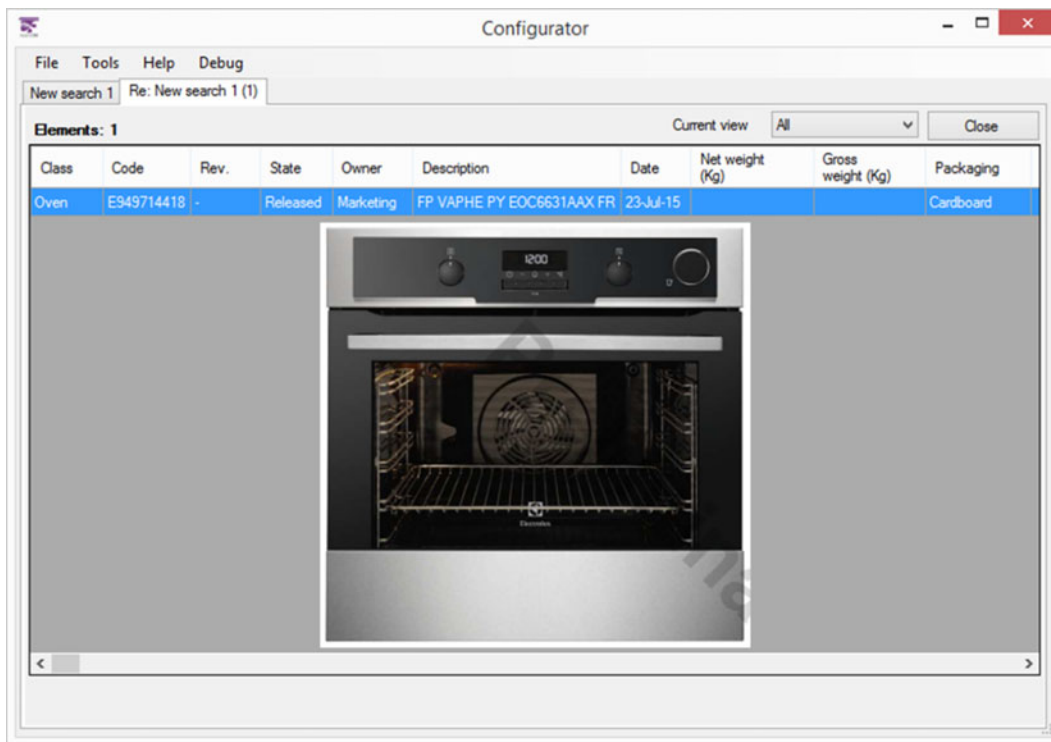 Configurator
File Tools Help Debug
New search 1 Re: New search 1 (1)
Elements: 1 Current view All Close
Class Code Rev. State Owner Description Date Net weight (Kg) Gross weight (Kg) Packaging
Oven E949714418 - Released Marketing FP VAPHE PY EOC6631AAX FR 23-Jul-15 Cardboard
12:00
Electrolux